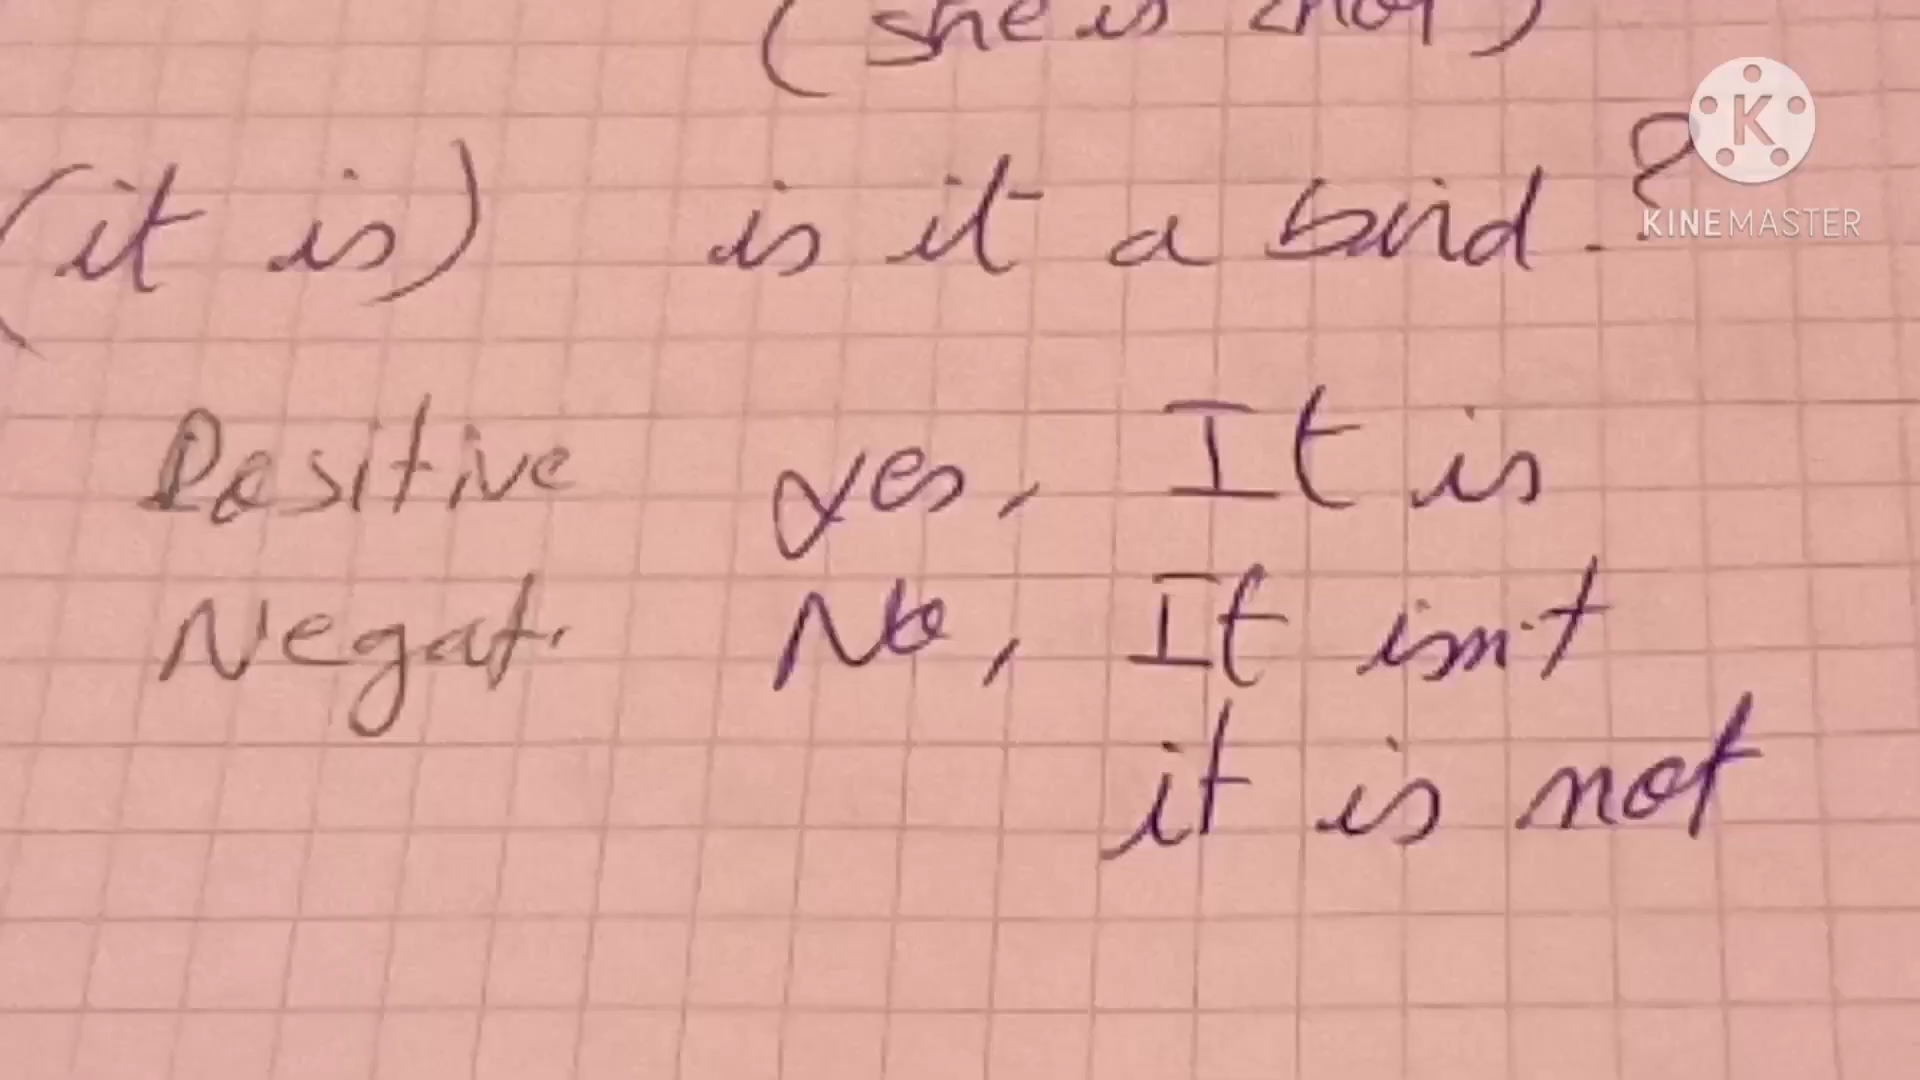 (she is not)
(it is) is it a bird.?
K
KINEMASTER
Positive yes, It is
Negat. No, It isn't
it is not